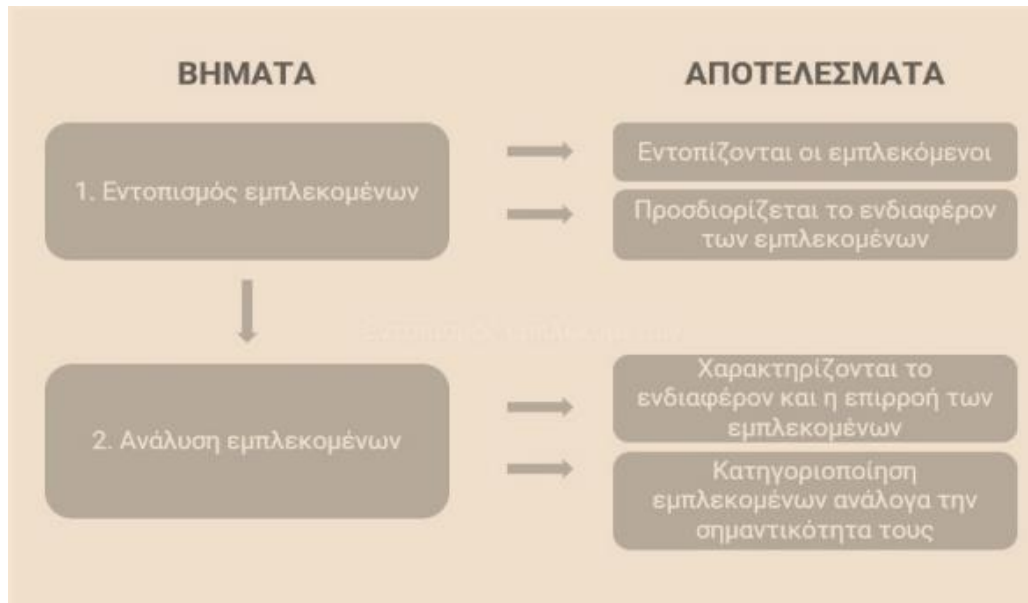 ΒΗΜΑΤΑ
ΑΠΟΤΕΛΕΣΜΑΤΑ
1. Εντοπισμός εμπλεκομένων
Εντοπίζονται οι εμπλεκόμενοι
Προσδιορίζεται το ενδιαφέρον
των εμπλεκομένων
2. Ανάλυση εμπλεκομένων
Χαρακτηρίζονται το
ενδιαφέρον και η επιρροή των
εμπλεκομένων
Κατηγοριοποίηση
εμπλεκομένων ανάλογα την
σημαντικότητα τους